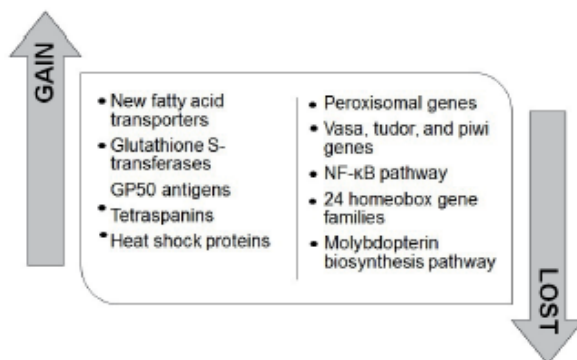 GAIN
• New fatty acid
transporters
• Glutathione S-
transferases
GP50 antigens
• Tetraspanins
• Heat shock proteins
• Peroxisomal genes
• Vasa, tudor, and piwi
genes
• NF-κB pathway
• 24 homeobox gene
families
• Molybdopterin
biosynthesis pathway
LOST